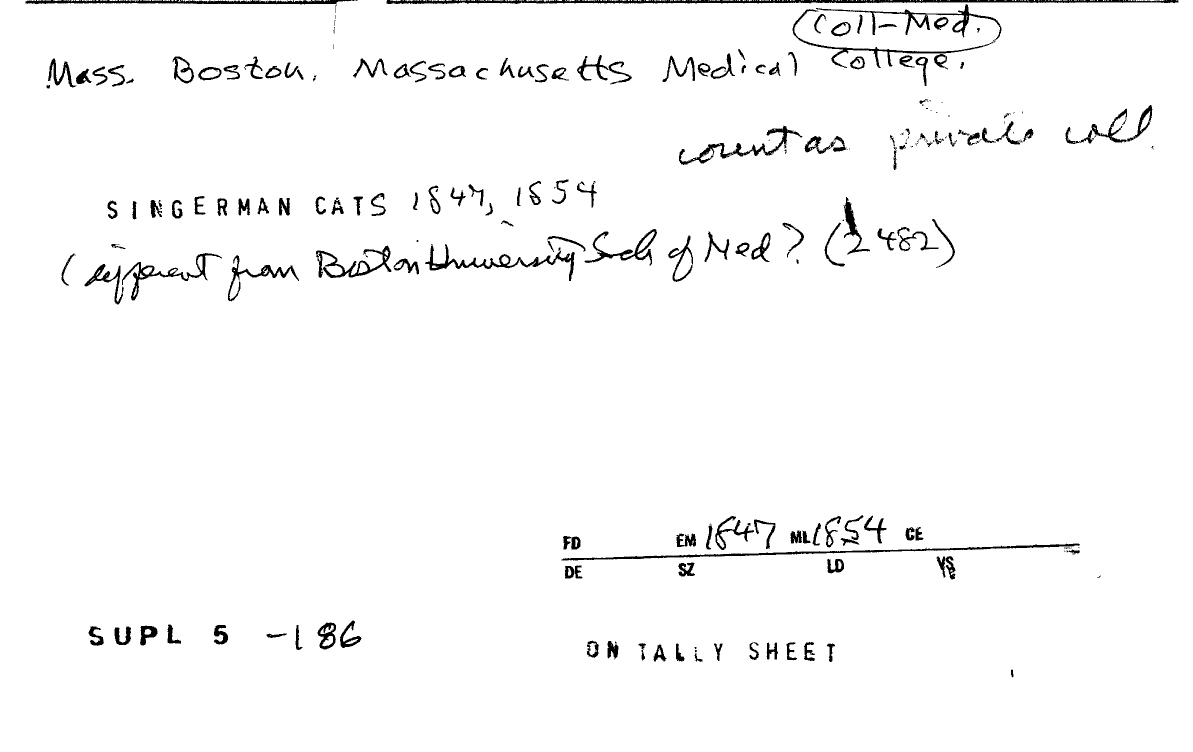 Coll-Med.
Mass. Boston. Massachusetts Medical College.
count as private coll.
SINGERMAN CATS 1847, 1854
(different from Boston University Sch of Med? (2482)
FD EM 1847 ML 1854 CE
DE SZ LD VS
SUPL 5 -186
ON TALLY SHEET